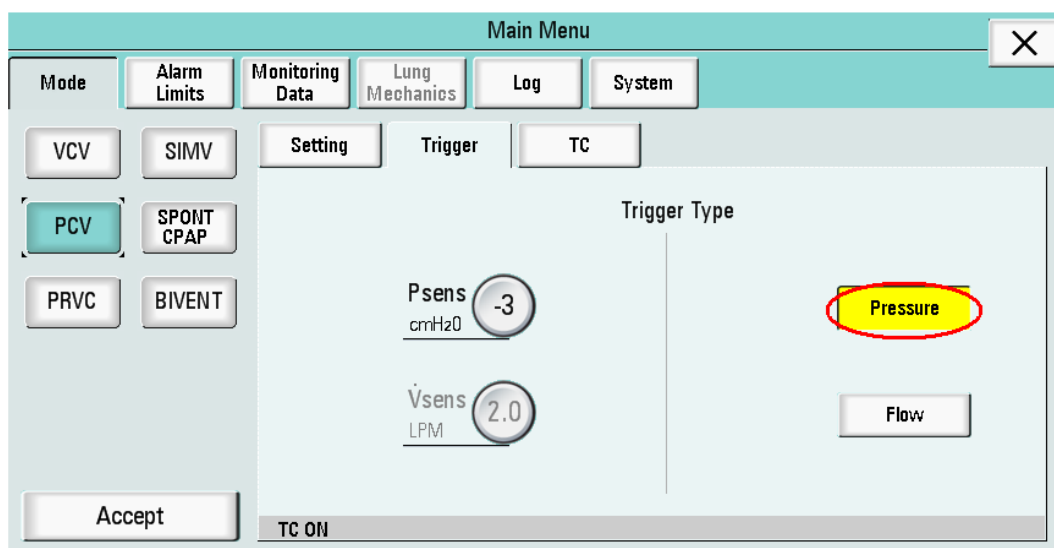 Main Menu
Mode
Alarm
Limits
Monitoring
Data
Lung
Mechanics
Log
System
VCV
SIMV
PCV
SPONT
CPAP
PRVC
BIVENT
Accept
Setting
Trigger
TC
Trigger Type
Psens
cmH20
-3
V̇sens
LPM
2.0
Pressure
Flow
TC ON